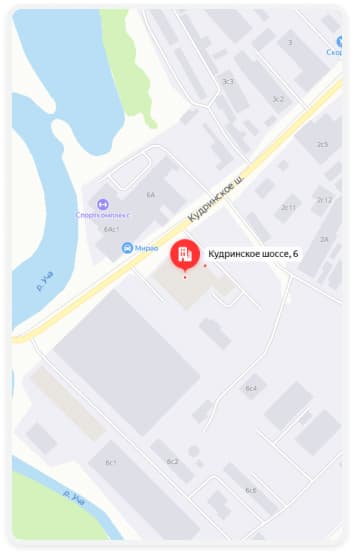 3
Скор
3с3
3с2
2с5
6А
Кудринское ш.
Спорткомплекс
6Ас1
2с11
2с12
2А
Мирао
Кудринское шоссе, 6
р. Уча
6с4
6с1
6с2
6с6
р. Уча